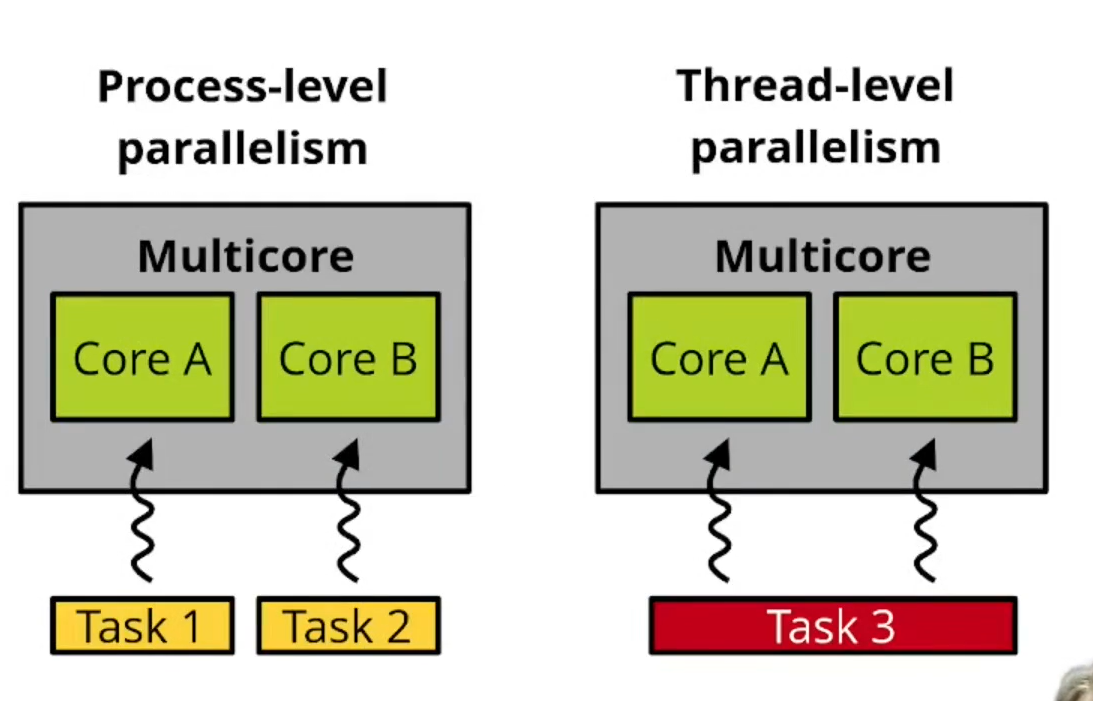 Process-level
parallelism
Multicore
Core A
Core B
Task 1
Task 2
Thread-level
parallelism
Multicore
Core A
Core B
Task 3